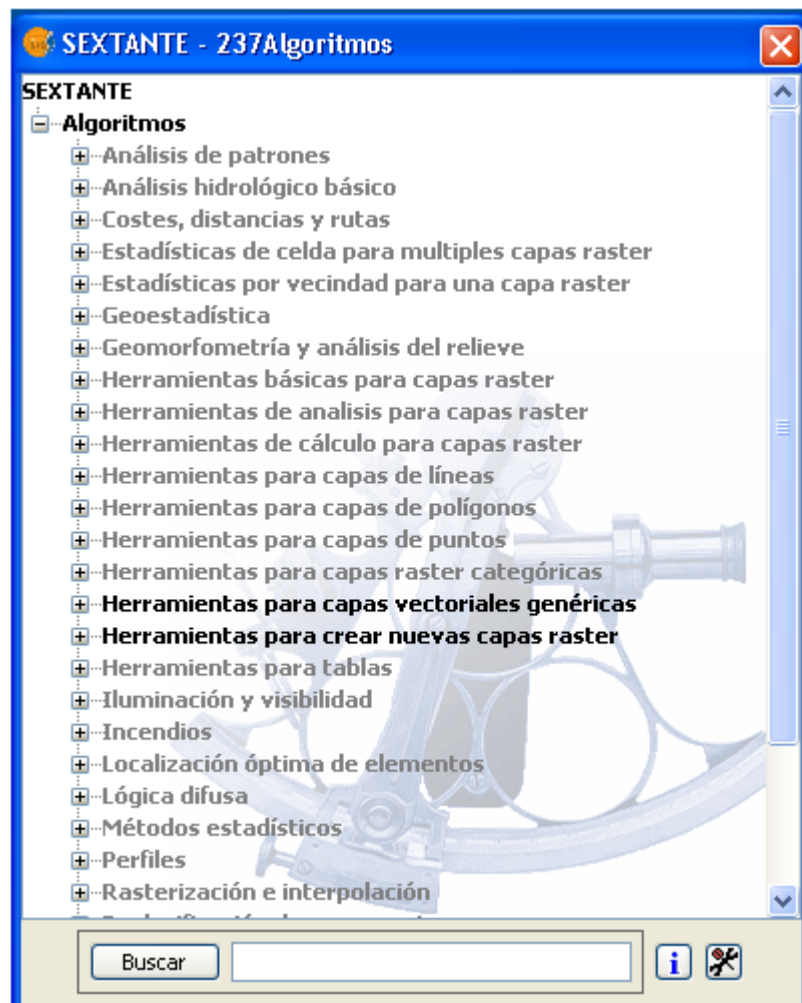 SEXTANTE - 237Algoritmos
SEXTANTE
Algoritmos
Análisis de patrones
Análisis hidrológico básico
Costes, distancias y rutas
Estadísticas de celda para multiples capas raster
Estadísticas por vecindad para una capa raster
Geoestadística
Geomorfometría y análisis del relieve
Herramientas básicas para capas raster
Herramientas de analisis para capas raster
Herramientas de cálculo para capas raster
Herramientas para capas de líneas
Herramientas para capas de polígonos
Herramientas para capas de puntos
Herramientas para capas raster categóricas
Herramientas para capas vectoriales genéricas
Herramientas para crear nuevas capas raster
Herramientas para tablas
Iluminación y visibilidad
Incendios
Localización óptima de elementos
Lógica difusa
Métodos estadísticos
Perfiles
Rasterización e interpolación
Buscar